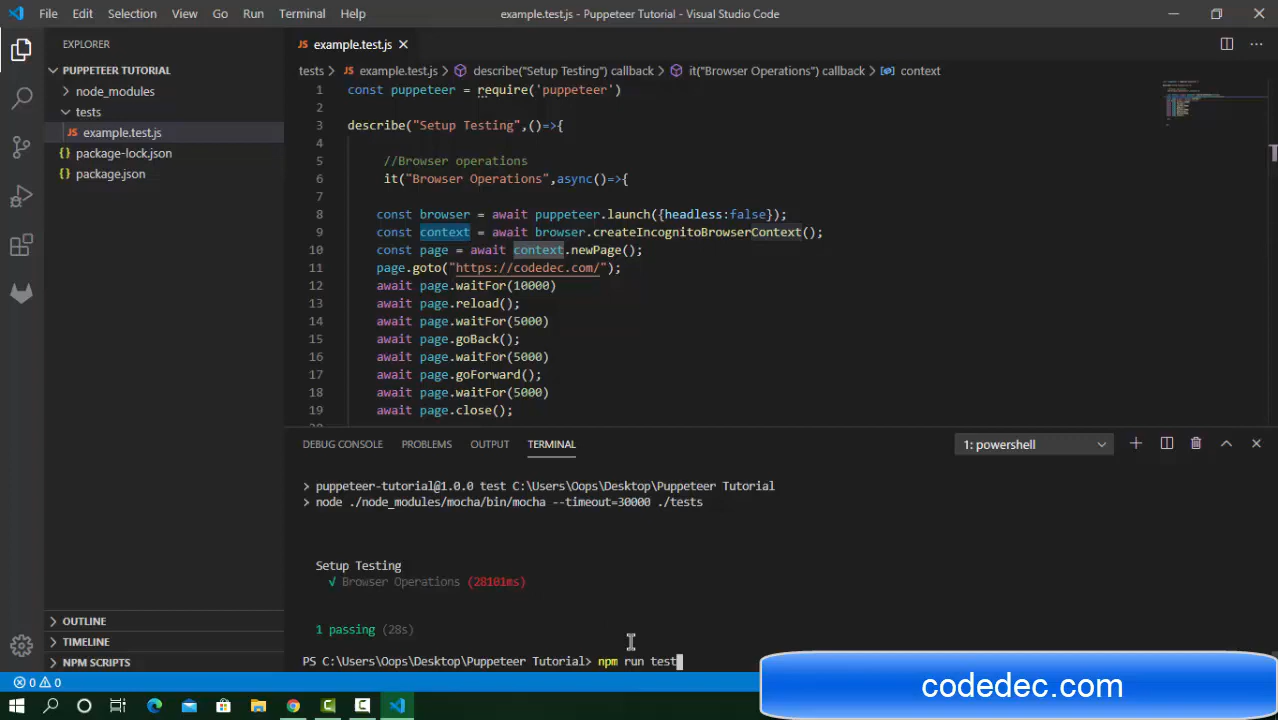 File Edit Selection View Go Run Terminal Help example.test.js - Puppeteer Tutorial - Visual Studio Code
EXPLORER
PUPPETEER TUTORIAL
node_modules
tests
JS example.test.js
{} package-lock.json
{} package.json
OUTLINE
TIMELINE
NPM SCRIPTS
JS example.test.js
tests > JS example.test.js > describe("Setup Testing") callback > it("Browser Operations") callback > context
1 const puppeteer = require('puppeteer')
2
3 describe("Setup Testing",()=>{
4
5 //Browser operations
6 it("Browser Operations",async()=>{
7
8 const browser = await puppeteer.launch({headless:false});
9 const context = await browser.createIncognitoBrowserContext();
10 const page = await context.newPage();
11 page.goto("https://codedec.com/");
12 await page.waitFor(10000)
13 await page.reload();
14 await page.waitFor(5000)
15 await page.goBack();
16 await page.waitFor(5000)
17 await page.goForward();
18 await page.waitFor(5000)
19 await page.close();
DEBUG CONSOLE PROBLEMS OUTPUT TERMINAL 1: powershell
> puppeteer-tutorial@1.0.0 test C:\Users\Oops\Desktop\Puppeteer Tutorial
> node ./node_modules/mocha/bin/mocha --timeout=30000 ./tests
Setup Testing
√ Browser Operations (28101ms)
1 passing (28s)
PS C:\Users\Oops\Desktop\Puppeteer Tutorial> npm run test
0 0
codedec.com